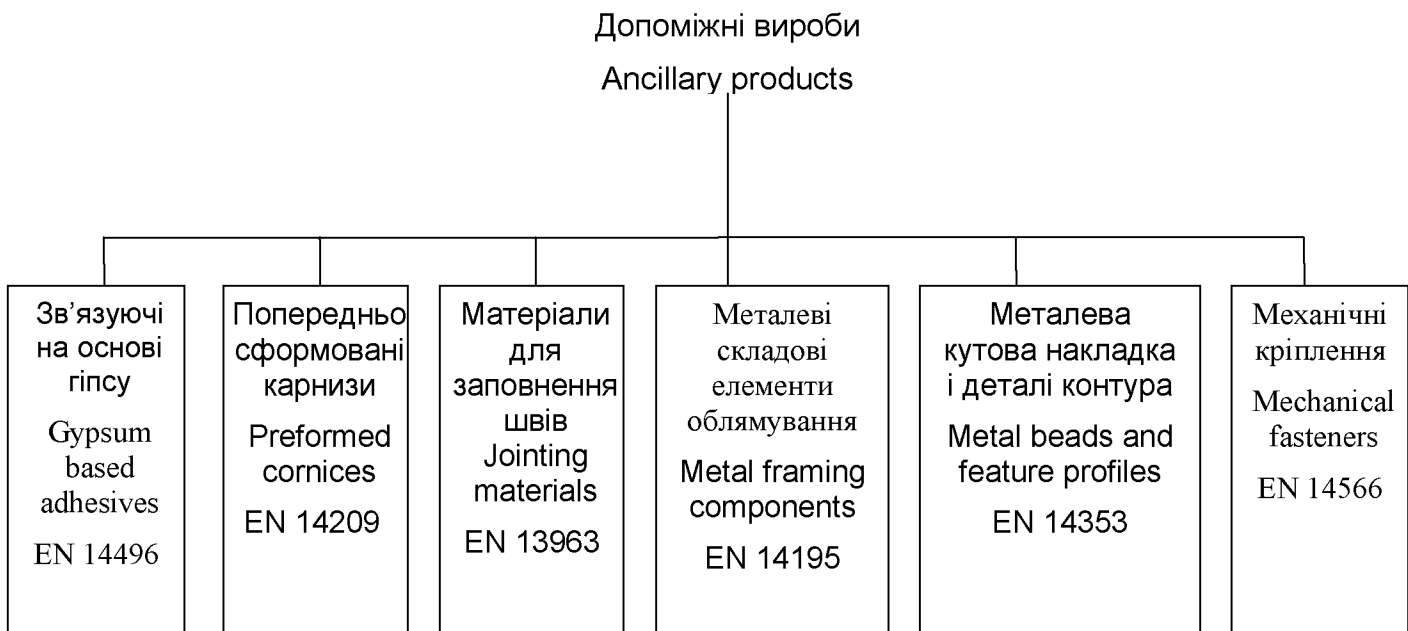 Допоміжні вироби
Ancillary products
Зв’язуючі
на основі
гіпсу
Gypsum
based
adhesives
EN 14496
Попередньо
сформовані
карнизи
Preformed
cornices
EN 14209
Матеріали
для
заповнення
швів
Jointing
materials
EN 13963
Металеві
складові
елементи
облямування
Metal framing
components
EN 14195
Металева
кутова накладка
і деталі контура
Metal beads and
feature profiles
EN 14353
Механічні
кріплення
Mechanical
fasteners
EN 14566